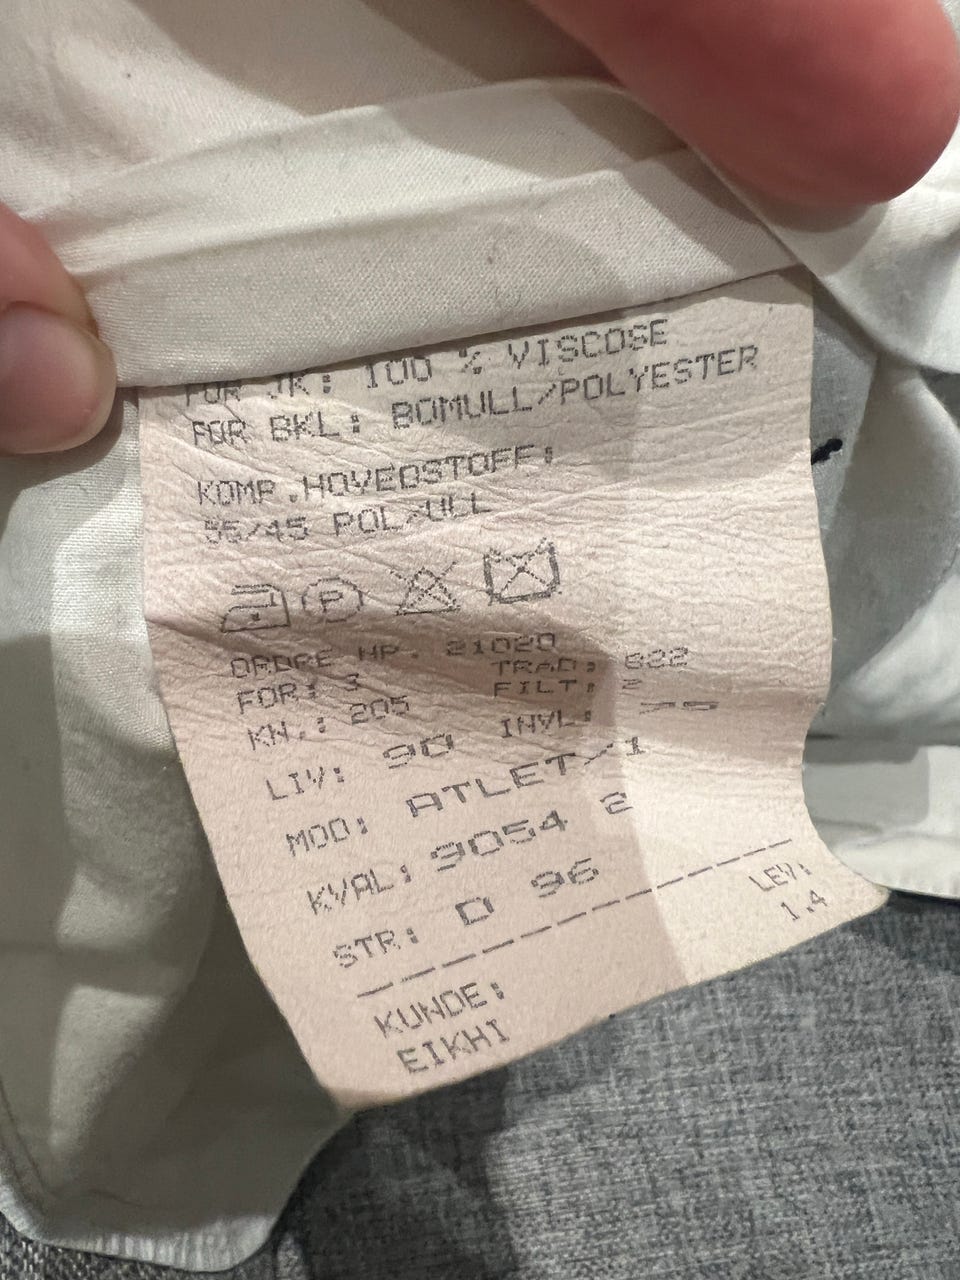 FOR JK: 100 % VISCOSE
FOR BKL: BOMULL/POLYESTER
KOMP.HOVEDSTOFF:
55/45 POL/ULL
P
ORDRE NR. 21020
FOR: 3 TRAD: 822
KN.: 205 FILT:
LIV: 90 INVL:
MOD: ATLET/1
KVAL: 9054 2
STR: D 96
LEV:
1.4
KUNDE:
EIKHI